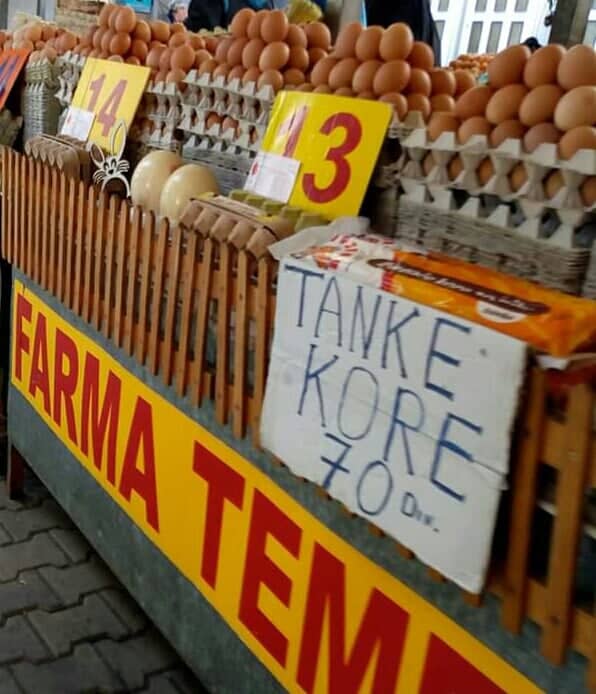 14
13
TANKE
KORE
70 DIN.
FARMA TEM